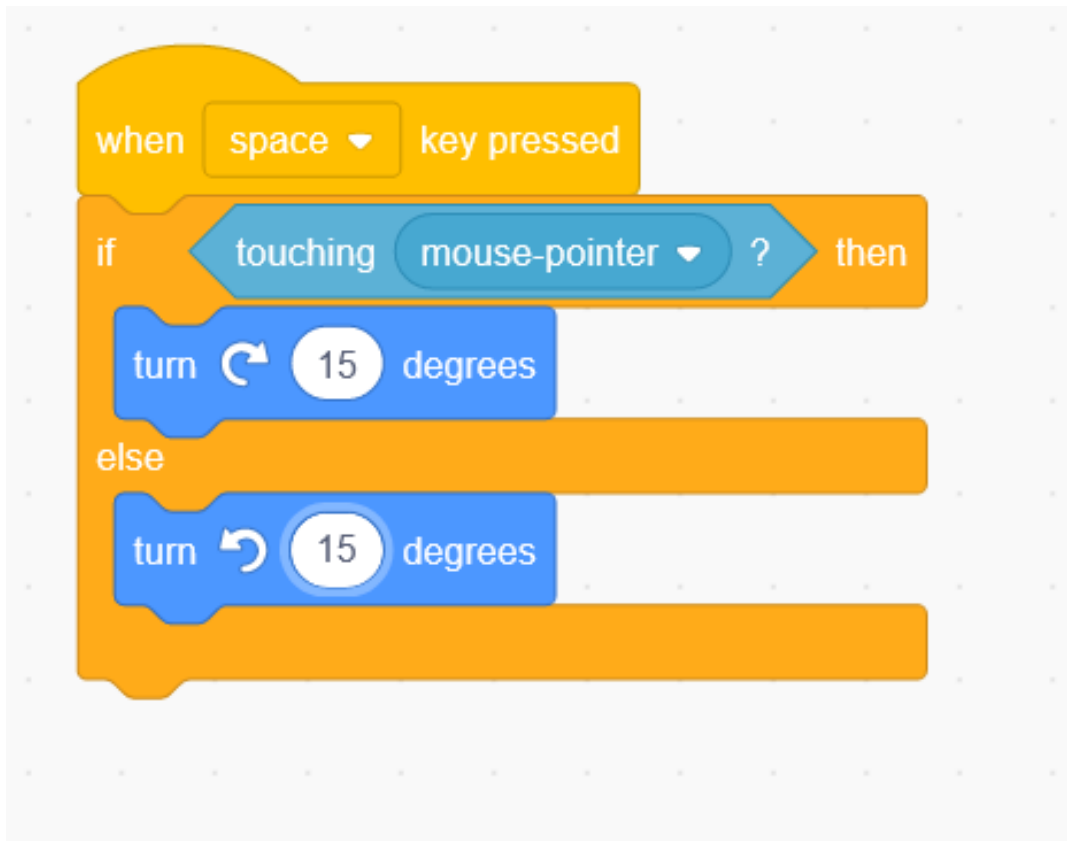 when space key pressed
if touching mouse-pointer ? then
turn 15 degrees
else
turn 15 degrees